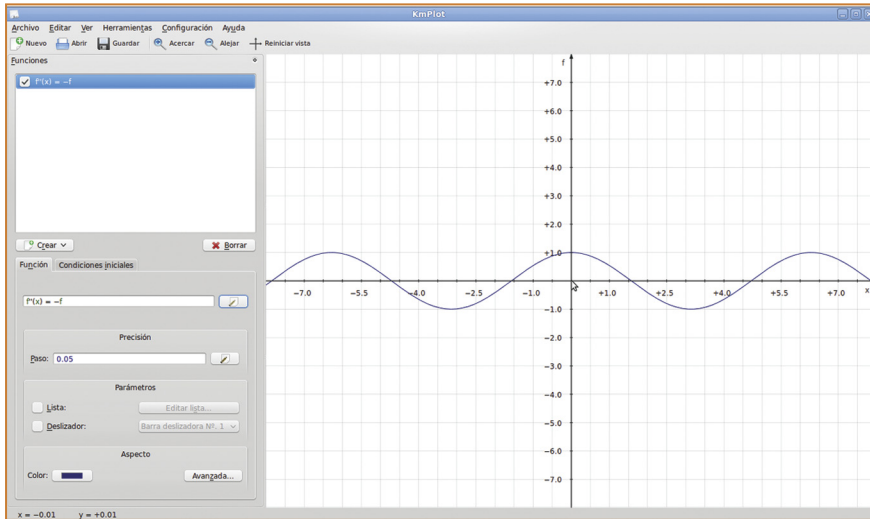 KmPlot
Archivo Editar Ver Herramientas Configuración Ayuda
Nuevo Abrir Guardar Acercar Alejar Reiniciar vista
Funciones
f''(x) = −f
Crear Borrar
Función Condiciones iniciales
f''(x) = −f
Precisión
Paso: 0.05
Parámetros
Lista: Editar lista...
Deslizador: Barra deslizadora Nº. 1
Aspecto
Color: Avanzada...
x = −0.01 y = +0.01
f
+7.0
+6.0
+5.0
+4.0
+3.0
+2.0
+1.0
−7.0 −5.5 −4.0 −2.5 −1.0 +1.0 +2.5 +4.0 +5.5 +7.0 x
−1.0
−2.0
−3.0
−4.0
−5.0
−6.0
−7.0